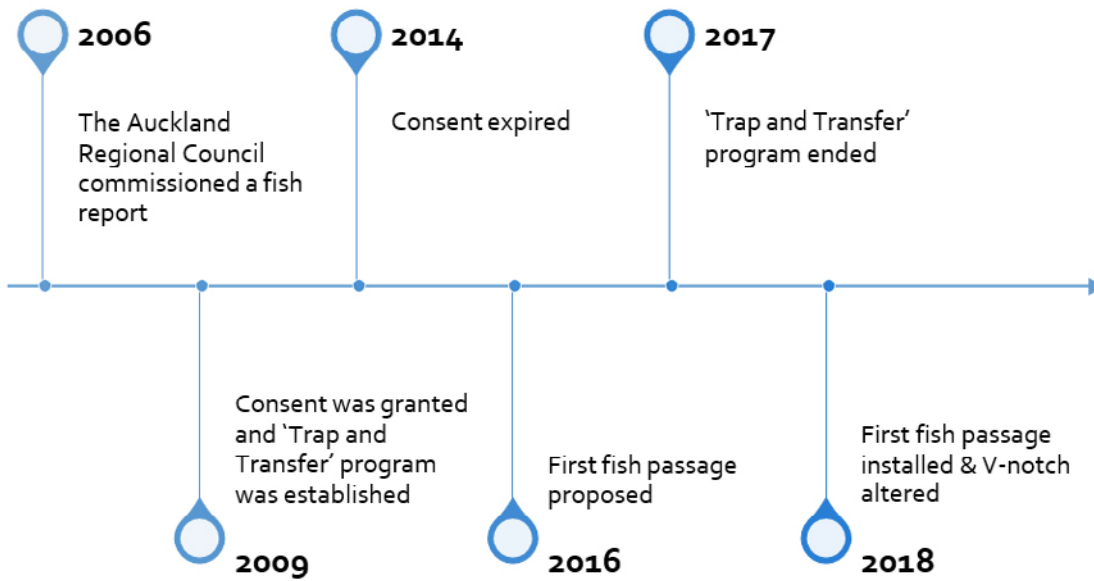 2006
The Auckland
Regional Council
commissioned a fish
report
2009
Consent was granted
and ‘Trap and
Transfer’ program
was established
2014
Consent expired
2016
First fish passage
proposed
2017
‘Trap and Transfer’
program ended
2018
First fish passage
installed & V-notch
altered